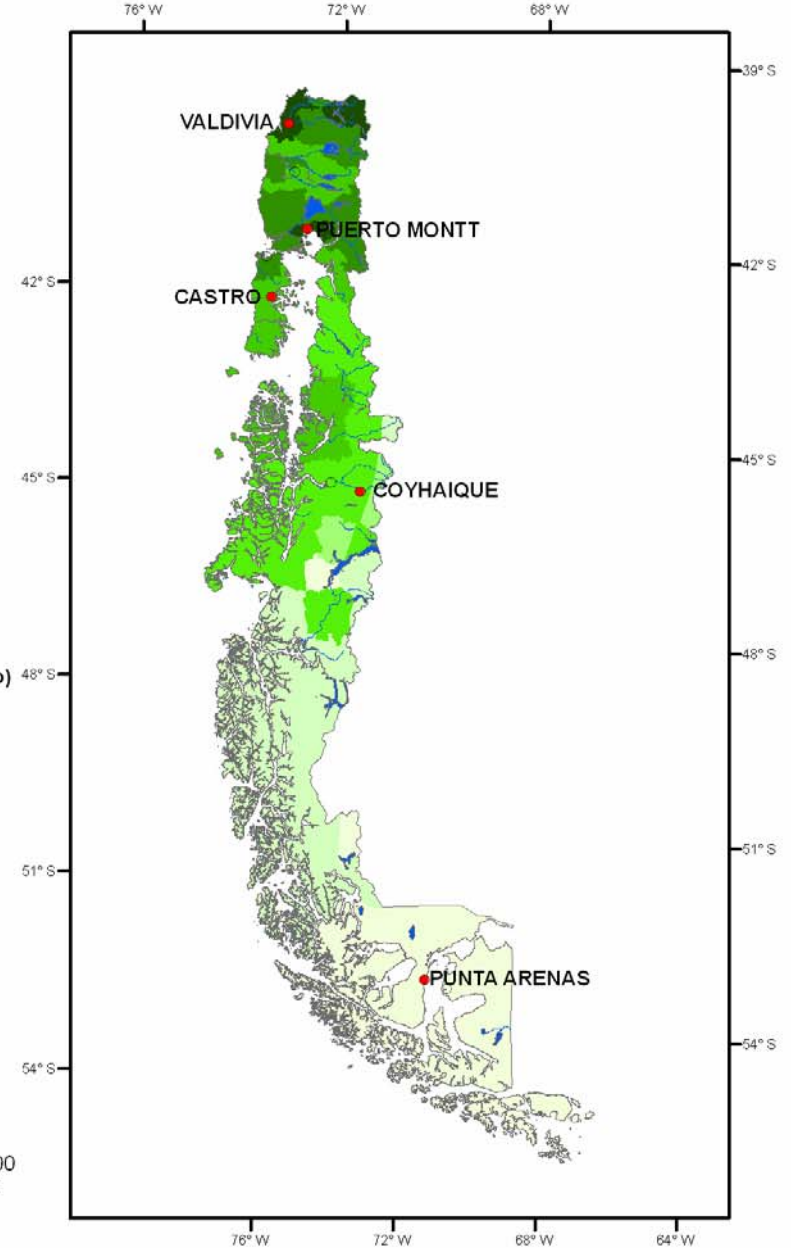 76° W 72° W 68° W
39° S
VALDIVIA
PUERTO MONTT
42° S
42° S
CASTRO
45° S
45° S
COYHAIQUE
48° S
48° S
51° S
51° S
PUNTA ARENAS
54° S
54° S
76° W 72° W 68° W 64° W